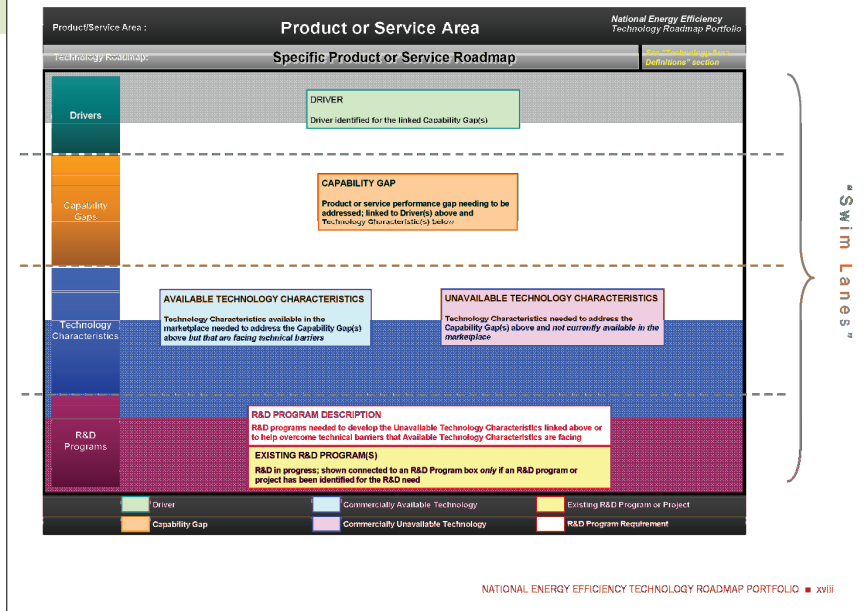 Product/Service Area :
Product or Service Area
National Energy Efficiency
Technology Roadmap Portfolio
Technology Roadmap:
Specific Product or Service Roadmap
See "Technology Area
Definitions" section
Drivers
DRIVER
Driver identified for the linked Capability Gap(s)
Capability
Gaps
CAPABILITY GAP
Product or service performance gap needing to be
addressed; linked to Driver(s) above and
Technology Characteristic(s) below
Technology
Characteristics
AVAILABLE TECHNOLOGY CHARACTERISTICS
Technology Characteristics available in the
marketplace needed to address the Capability Gap(s)
above but that are facing technical barriers
UNAVAILABLE TECHNOLOGY CHARACTERISTICS
Technology Characteristics needed to address the
Capability Gap(s) above and not currently available in the
marketplace
R&D
Programs
R&D PROGRAM DESCRIPTION
R&D programs needed to develop the Unavailable Technology Characteristics linked above or
to help overcome technical barriers that Available Technology Characteristics are facing
EXISTING R&D PROGRAM(S)
R&D in progress; shown connected to an R&D Program box only if an R&D program or
project has been identified for the R&D need
Driver
Commercially Available Technology
Existing R&D Program or Project
Capability Gap
Commercially Unavailable Technology
R&D Program Requirement
"Swim Lanes"
NATIONAL ENERGY EFFICIENCY TECHNOLOGY ROADMAP PORTFOLIO ■ xviii